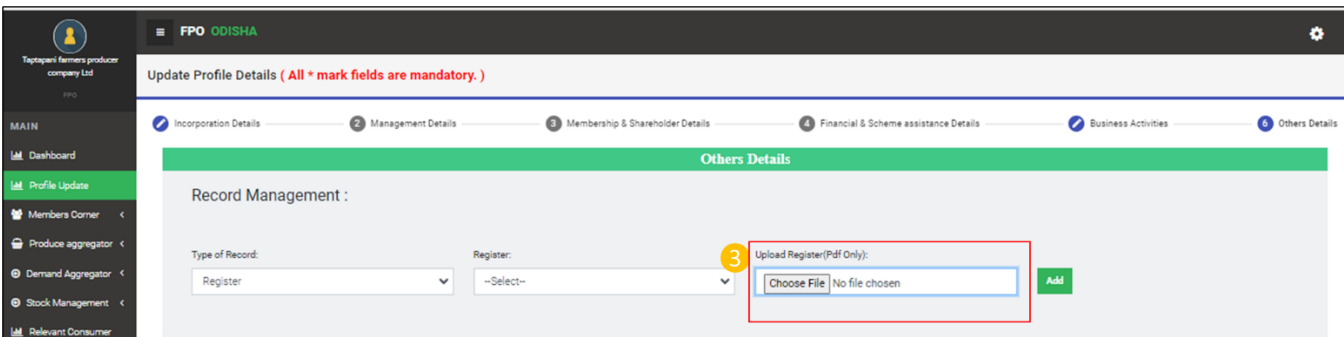 FPO ODISHA
Taptapani farmers producer
company Ltd
FPO
Update Profile Details ( All * mark fields are mandatory. )
MAIN
Dashboard
Profile Update
Members Corner
Produce aggregator
Demand Aggregator
Stock Management
Relevant Consumer
Incorporation Details
2 Management Details
3 Membership & Shareholder Details
4 Financial & Scheme assistance Details
Business Activities
6 Others Details
Others Details
Record Management :
Type of Record:
Register
Register:
--Select--
3
Upload Register(Pdf Only):
Choose File No file chosen
Add